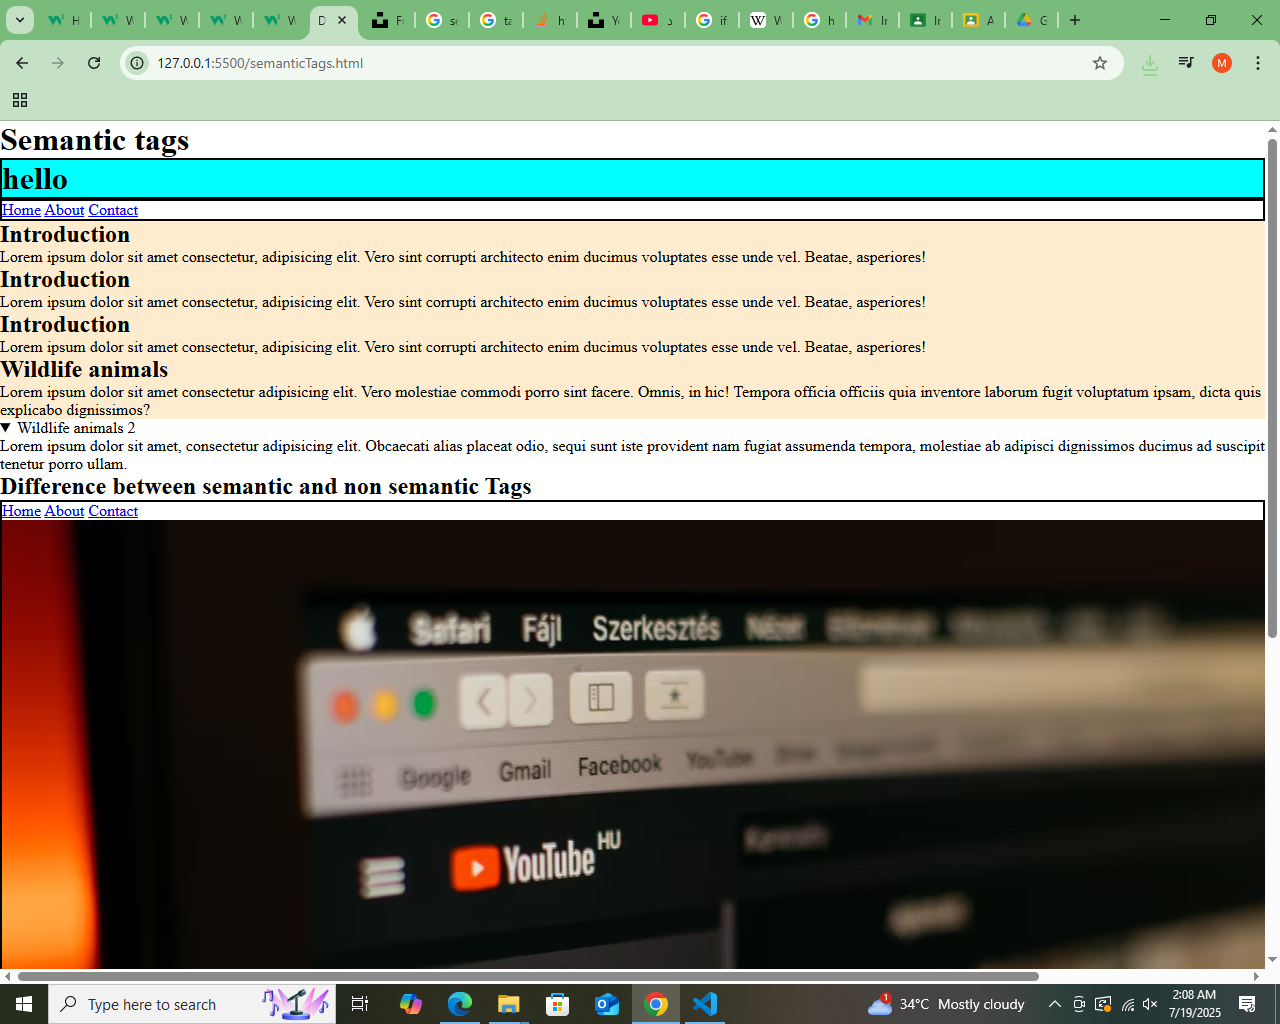 H
W
W
W
W
D
Fr
se
ta
h
Yo
if
W
h
Ir
Ir
A
G
127.0.0.1:5500/semanticTags.html
M
Semantic tags
hello
Home About Contact
Introduction
Lorem ipsum dolor sit amet consectetur, adipisicing elit. Vero sint corrupti architecto enim ducimus voluptates esse unde vel. Beatae, asperiores!
Introduction
Lorem ipsum dolor sit amet consectetur, adipisicing elit. Vero sint corrupti architecto enim ducimus voluptates esse unde vel. Beatae, asperiores!
Introduction
Lorem ipsum dolor sit amet consectetur, adipisicing elit. Vero sint corrupti architecto enim ducimus voluptates esse unde vel. Beatae, asperiores!
Wildlife animals
Lorem ipsum dolor sit amet consectetur adipisicing elit. Vero molestiae commodi porro sint facere. Omnis, in hic! Tempora officia officiis quia inventore laborum fugit voluptatum ipsam, dicta quis
explicabo dignissimos?
Wildlife animals 2
Lorem ipsum dolor sit amet, consectetur adipisicing elit. Obcaecati alias placeat odio, sequi sunt iste provident nam fugiat assumenda tempora, molestiae ab adipisci dignissimos ducimus ad suscipit
tenetur porro ullam.
Difference between semantic and non semantic Tags
Home About Contact
Safari Fájl Szerkesztés Nézet
Google Gmail Facebook YouTube
YouTube HU
Keresés
Type here to search
1
34°C Mostly cloudy
2:08 AM
7/19/2025